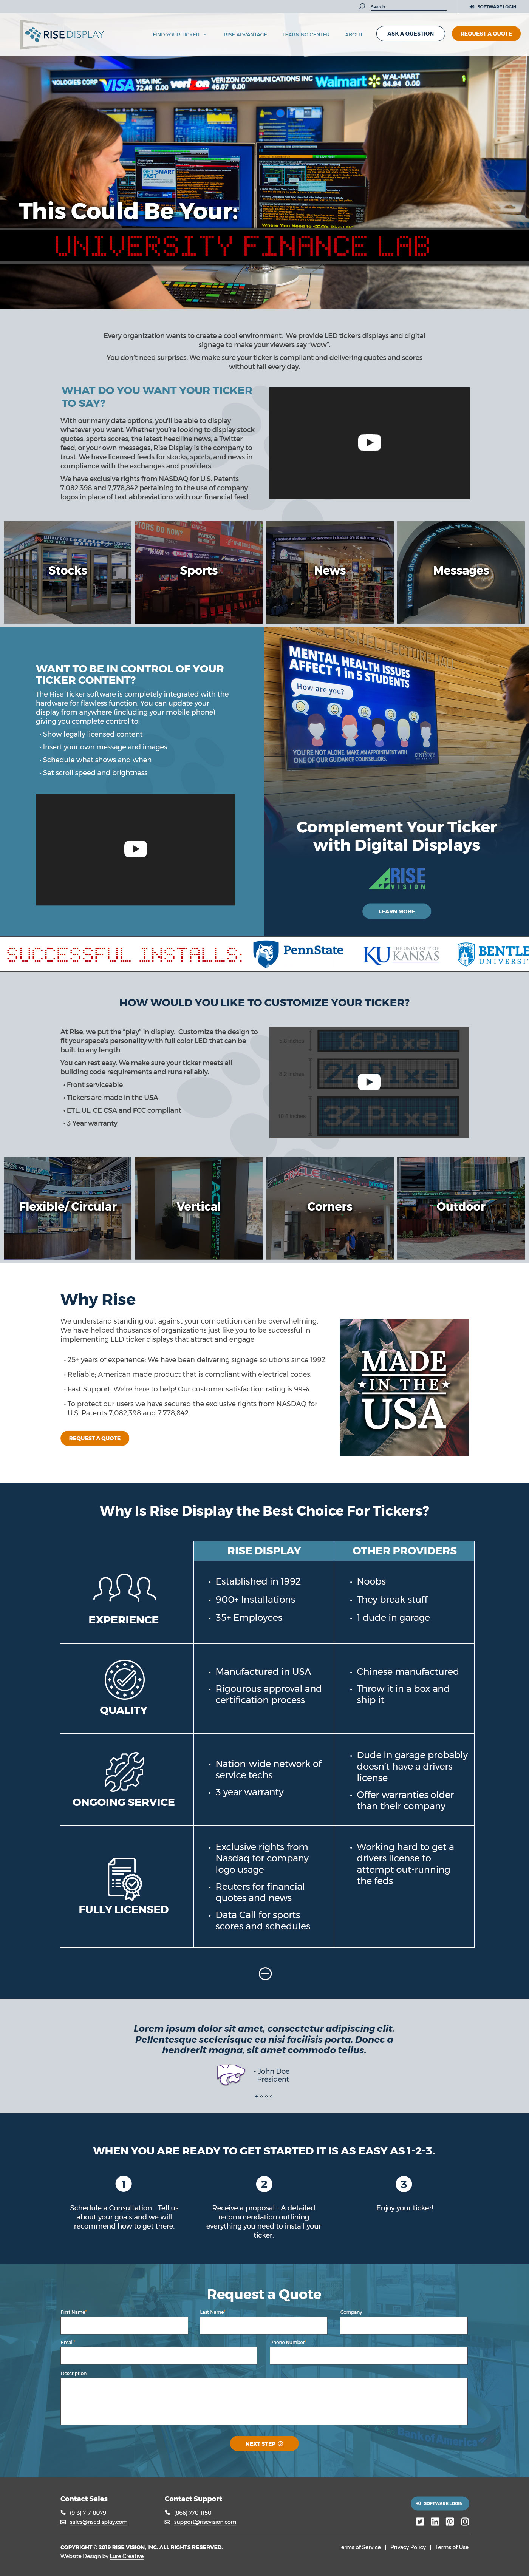 Search
SOFTWARE LOGIN
RISEDISPLAY
FIND YOUR TICKER
RISE ADVANTAGE
LEARNING CENTER
ABOUT
ASK A QUESTION
REQUEST A QUOTE
VISA VISA INC
72.46 0.00
verizon VERIZON COMMUNICATIONS INC
46.07 0.00
Walmart WAL-MART
64.94 0.00
GET SMART
FAST
This Could Be Your:
UNIVERSITY FINANCE LAB
Every organization wants to create a cool environment. We provide LED tickers displays and digital
signage to make your viewers say "wow".
You don't need surprises. We make sure your ticker is compliant and delivering quotes and scores
without fail every day.
WHAT DO YOU WANT YOUR TICKER
TO SAY?
With our many data options, you'll be able to display
whatever you want. Whether you're looking to display stock
quotes, sports scores, the latest headline news, a Twitter
feed, or your own messages, Rise Display is the company to
trust. We have licensed feeds for stocks, sports, and news in
compliance with the exchanges and providers.
We have exclusive rights from NASDAQ for U.S. Patents
7,082,398 and 7,778,842 pertaining to the use of company
logos in place of text abbreviations with our financial feed.
Stocks
Sports
News
Messages
WANT TO BE IN CONTROL OF YOUR
TICKER CONTENT?
The Rise Ticker software is completely integrated with the
hardware for flawless function. You can update your
display from anywhere (including your mobile phone)
giving you complete control to:
• Show legally licensed content
• Insert your own message and images
• Schedule what shows and when
• Set scroll speed and brightness
MENTAL HEALTH ISSUES
AFFECT 1 in 5 STUDENTS
How are you?
YOU'RE NOT ALONE. MAKE AN APPOINTMENT WITH
ONE OF OUR GUIDANCE COUNSELLORS.
Complement Your Ticker
with Digital Displays
RISE
VISION
LEARN MORE
SUCCESSFUL INSTALLS:
PennState
KU THE UNIVERSITY OF
KANSAS
BENTLE
UNIVERSIT
HOW WOULD YOU LIKE TO CUSTOMIZE YOUR TICKER?
At Rise, we put the "play" in display. Customize the design to
fit your space's personality with full color LED that can be
built to any length.
You can rest easy. We make sure your ticker meets all
building code requirements and runs reliably.
• Front serviceable
• Tickers are made in the USA
• ETL, UL, CE CSA and FCC compliant
• 3 Year warranty
16 Pixel
24 Pixel
32 Pixel
Flexible/ Circular
Vertical
Corners
Outdoor
Why Rise
We understand standing out against your competition can be overwhelming.
We have helped thousands of organizations just like you to be successful in
implementing LED ticker displays that attract and engage.
• 25+ years of experience; We have been delivering signage solutions since 1992.
• Reliable; American made product that is compliant with electrical codes.
• Fast Support; We're here to help! Our customer satisfaction rating is 99%.
• To protect our users we have secured the exclusive rights from NASDAQ for
U.S. Patents 7,082,398 and 7,778,842.
REQUEST A QUOTE
MADE
IN THE
USA
Why Is Rise Display the Best Choice For Tickers?
RISE DISPLAY
OTHER PROVIDERS
EXPERIENCE
• Established in 1992
• 900+ Installations
• 35+ Employees
• Noobs
• They break stuff
• 1 dude in garage
QUALITY
• Manufactured in USA
• Rigourous approval and
certification process
• Chinese manufactured
• Throw it in a box and
ship it
ONGOING SERVICE
• Nation-wide network of
service techs
• 3 year warranty
• Dude in garage probably
doesn't have a drivers
license
• Offer warranties older
than their company
FULLY LICENSED
• Exclusive rights from
Nasdaq for company
logo usage
• Reuters for financial
quotes and news
• Data Call for sports
scores and schedules
• Working hard to get a
drivers license to
attempt out-running
the feds
Lorem ipsum dolor sit amet, consectetur adipiscing elit.
Pellentesque scelerisque eu nisi facilisis porta. Donec a
hendrerit magna, sit amet commodo tellus.
- John Doe
President
WHEN YOU ARE READY TO GET STARTED IT IS AS EASY AS 1-2-3.
1
2
3
Schedule a Consultation - Tell us
about your goals and we will
recommend how to get there.
Receive a proposal - A detailed
recommendation outlining
everything you need to install your
ticker.
Enjoy your ticker!
Request a Quote
First Name*
Last Name*
Company
Email*
Phone Number*
Description
Bank of America
NEXT STEP
Contact Sales
(913) 717-8079
sales@risedisplay.com
Contact Support
(866) 770-1150
support@risevision.com
SOFTWARE LOGIN
COPYRIGHT © 2019 RISE VISION, INC. ALL RIGHTS RESERVED.
Website Design by Lure Creative
Terms of Service | Privacy Policy | Terms of Use